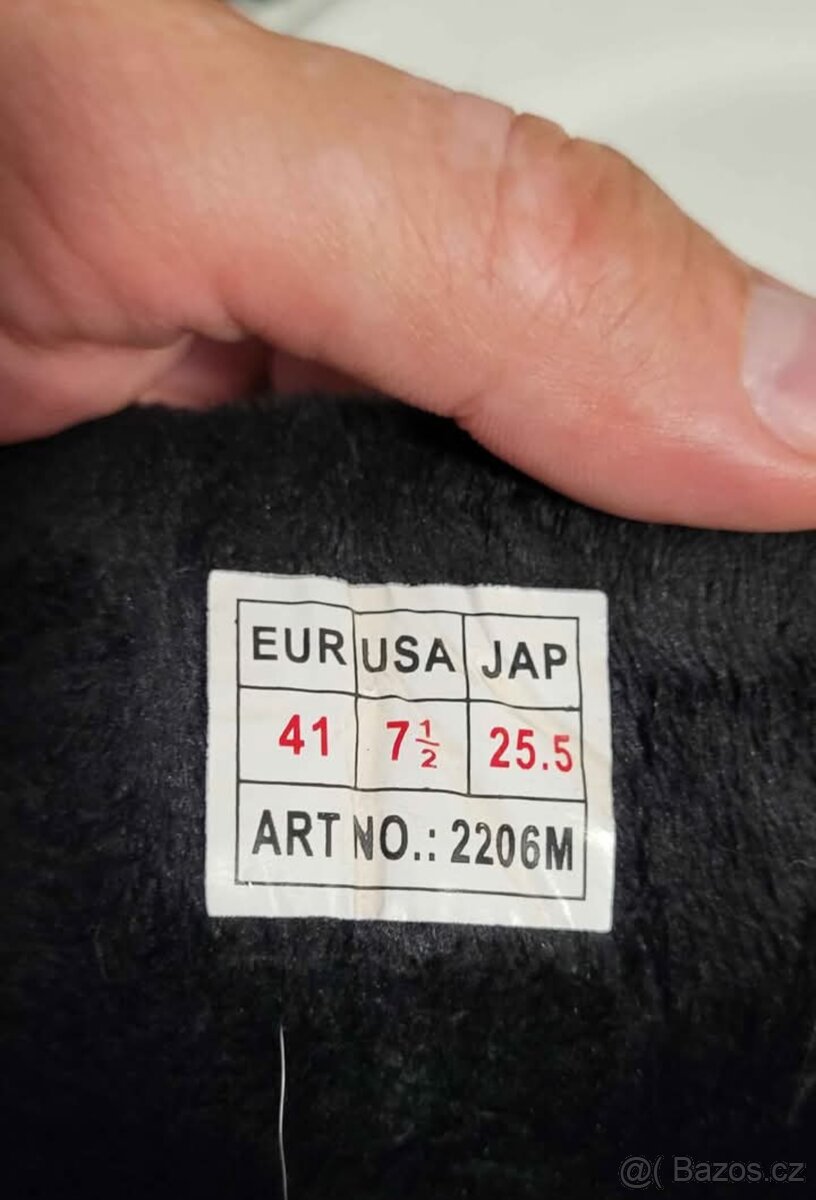 EUR USA JAP
41 7½ 25.5
ART NO.: 2206M
@( Bazos.cz